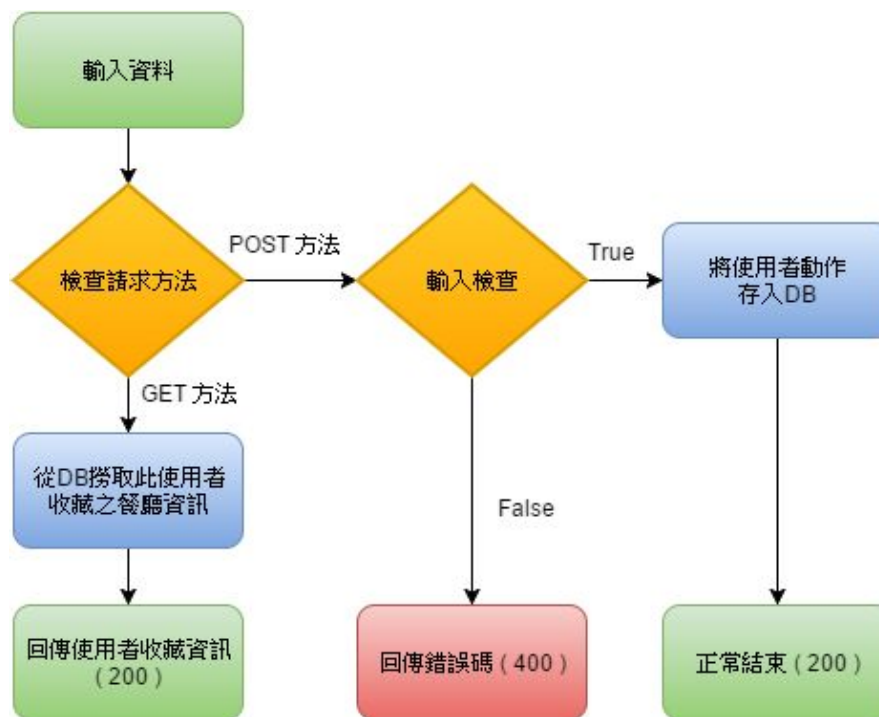 輸入資料
檢查請求方法
POST 方法
輸入檢查
True
將使用者動作
存入DB
GET 方法
從DB撈取此使用者
收藏之餐廳資訊
False
回傳使用者收藏資訊
( 200 )
回傳錯誤碼 ( 400 )
正常結束 ( 200 )